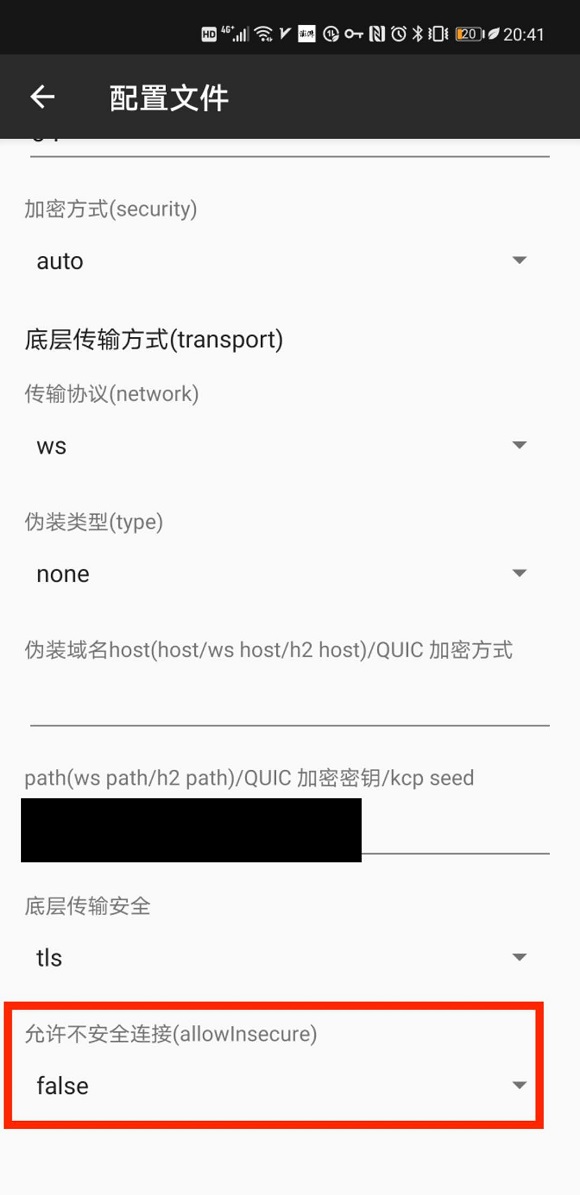 HD 4G+ 20 20:41
配置文件
加密方式(security)
auto
底层传输方式(transport)
传输协议(network)
ws
伪装类型(type)
none
伪装域名host(host/ws host/h2 host)/QUIC 加密方式
path(ws path/h2 path)/QUIC 加密密钥/kcp seed
底层传输安全
tls
允许不安全连接(allowInsecure)
false